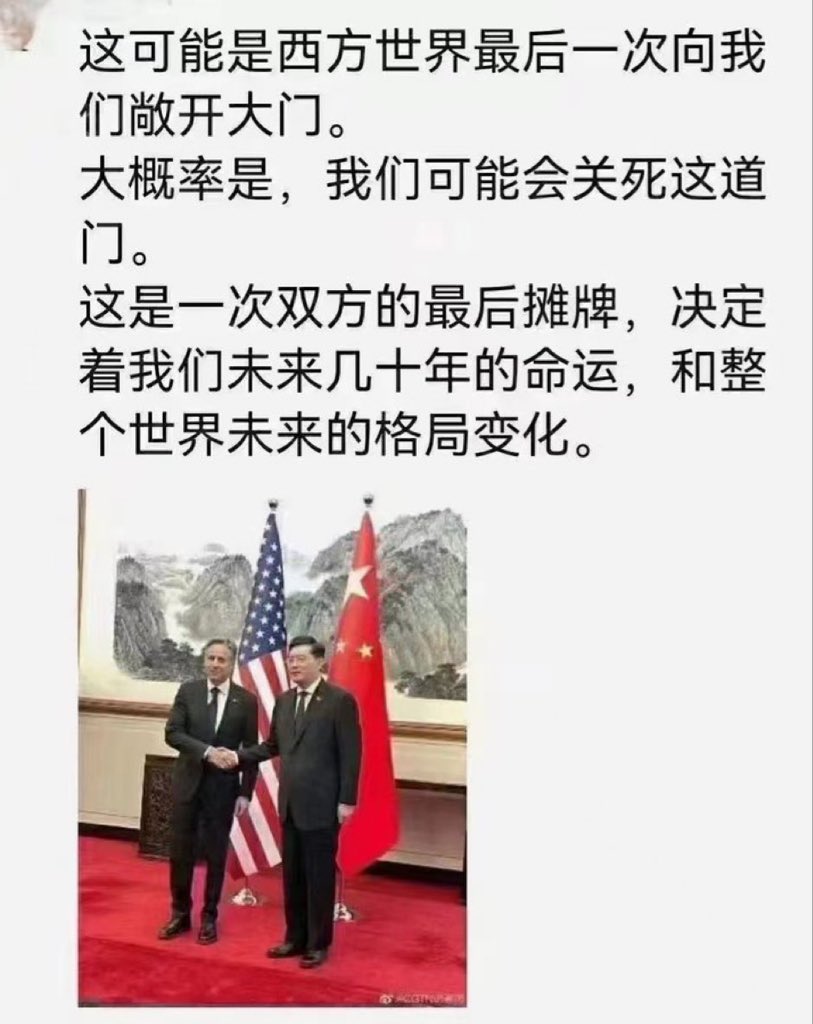 这可能是西方世界最后一次向我
们敞开大门。
大概率是，我们可能会关死这道
门。
这是一次双方的最后摊牌，决定
着我们未来几十年的命运，和整
个世界未来的格局变化。